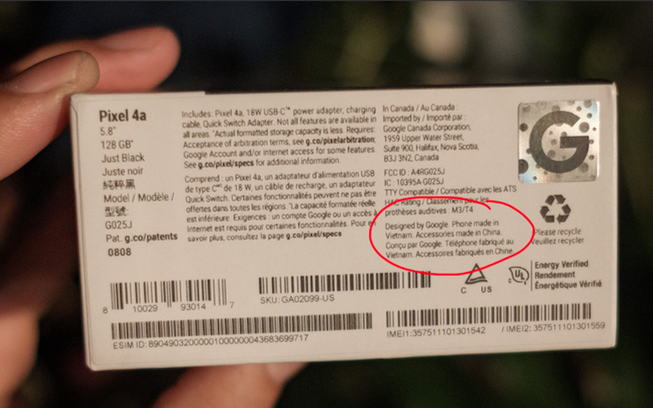 Pixel 4a
5.8"
128 GB*
Just Black
Juste noir
純粹黑
Model / Modèle /
型號:
G025J
Pat. g.co/patents
0808
Includes: Pixel 4a, 18W USB-C™ power adapter, charging
cable, Quick Switch Adapter. Not all features are available in
all areas. *Actual formatted storage capacity is less. Requires:
Acceptance of arbitration terms, see g.co/pixelarbitration;
Google Account and/or internet access for some features.
See g.co/pixel/specs for additional information.
Comprend : un Pixel 4a, un adaptateur d'alimentation USB
de type C™ de 18 W, un câble de recharge, un adaptateur
Quick Switch. Certaines fonctionnalités peuvent ne pas être
offertes dans toutes les régions. *La capacité formatée réelle
est inférieure. Exigences : un compte Google ou un accès à
Internet est requis pour certaines fonctionnalités. Pour en
savoir plus, consultez la page g.co/pixel/specs
In Canada / Au Canada :
Imported by / Importé par :
Google Canada Corporation,
1959 Upper Water Street,
Suite 900, Halifax, Nova Scotia,
B3J 3N2, Canada
FCC ID : A4RG025J
IC : 10395A-G025J
TTY Compatible / Compatible avec les ATS
HAC Rating / Classement pour les
prothèses auditives : M3/T4
Designed by Google. Phone made in
Vietnam. Accessories made in China.
Conçu par Google. Téléphone fabriqué au
Vietnam. Accessoires fabriqués en Chine.
G
Please recycle
Veuillez recycler
C US
UL
Energy Verified
Rendement
Énergétique Vérifié
8 10029 93014 7
SKU: GA02099-US
ESIM ID: 89049032000001000000043683699717
IMEI1: 357511101301542 / IMEI2: 357511101301559